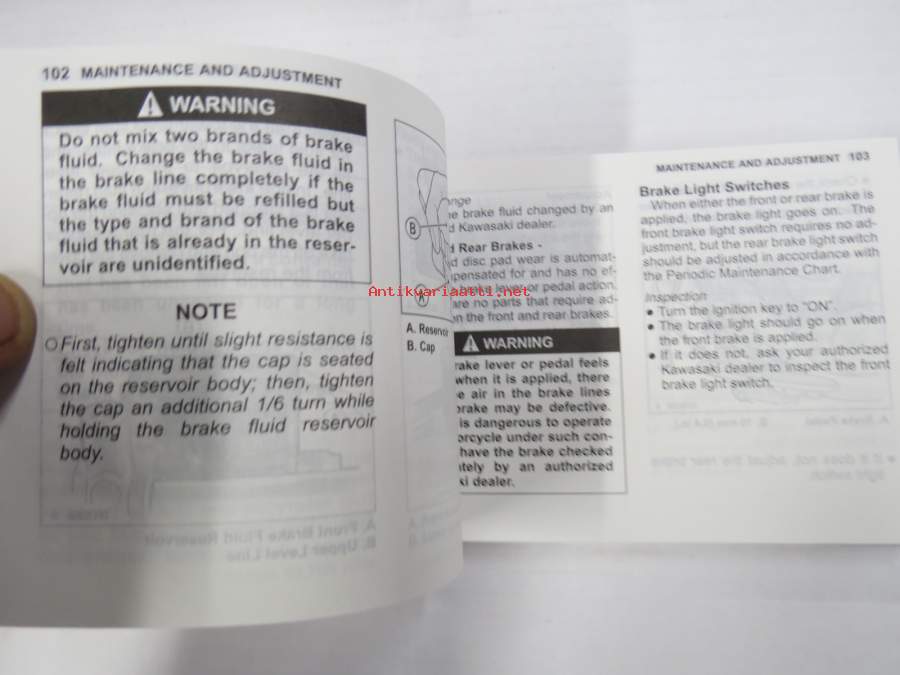 102 MAINTENANCE AND ADJUSTMENT
WARNING
Do not mix two brands of brake
fluid. Change the brake fluid in
the brake line completely if the
brake fluid must be refilled but
the type and brand of the brake
fluid that is already in the reser-
voir are unidentified.
NOTE
○ First, tighten until slight resistance is
felt indicating that the cap is seated
on the reservoir body; then, tighten
the cap an additional 1/6 turn while
holding the brake fluid reservoir
body.
B
A
A. Reservoir
B. Cap
brake fluid changed by an
Kawasaki dealer.
Rear Brakes -
disc pad wear is automat-
and has no ef-
lever or pedal action.
are no parts that require ad-
on the front and rear brakes.
WARNING
lever or pedal feels
when it is applied, there
air in the brake lines
may be defective.
is dangerous to operate
under such con-
have the brake checked
by an authorized
dealer.
MAINTENANCE AND ADJUSTMENT 103
Brake Light Switches
When either the front or rear brake is
applied, the brake light goes on. The
front brake light switch requires no ad-
justment, but the rear brake light switch
should be adjusted in accordance with
the Periodic Maintenance Chart.
Inspection
● Turn the ignition key to "ON".
● The brake light should go on when
the front brake is applied.
● If it does not, ask your authorized
Kawasaki dealer to inspect the front
brake light switch.
Antikvariaatti.net